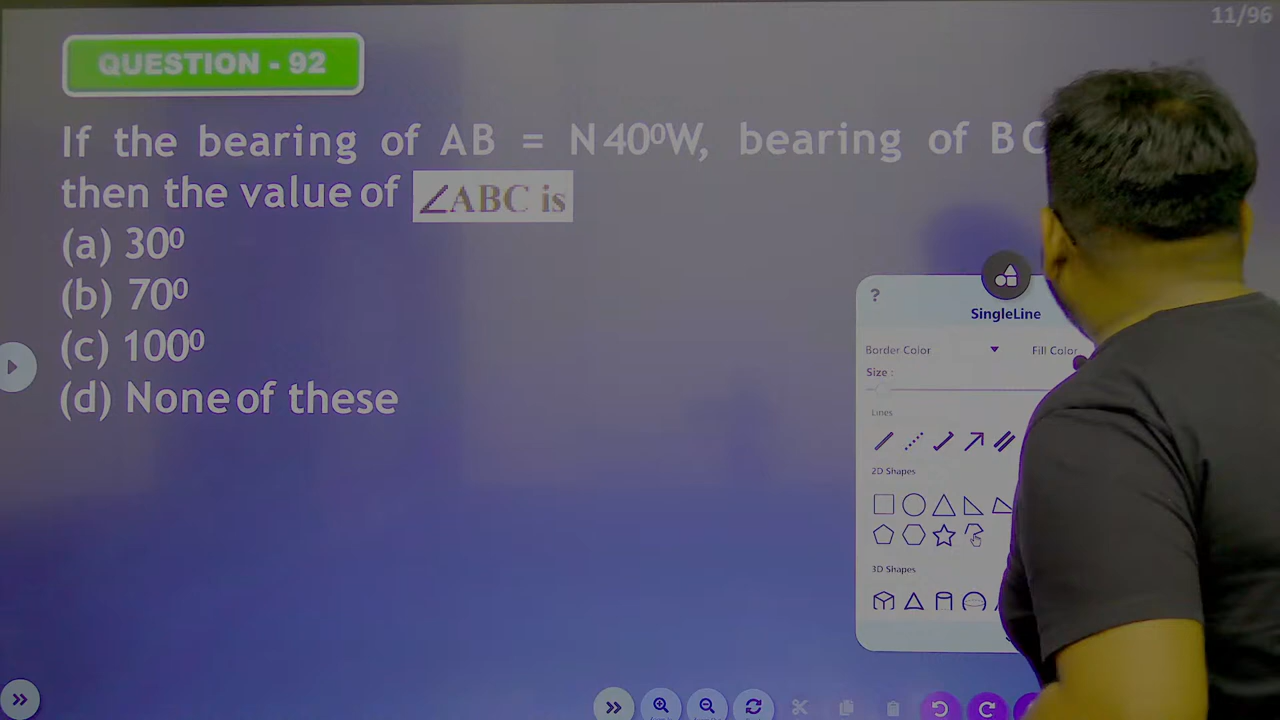 11/96
QUESTION - 92
If the bearing of AB = N40⁰W, bearing of BC
then the value of ∠ABC is
(a) 30⁰
(b) 70⁰
(c) 100⁰
(d) None of these
?
SingleLine
Border Color Fill Color
Size :
Lines
2D Shapes
3D Shapes